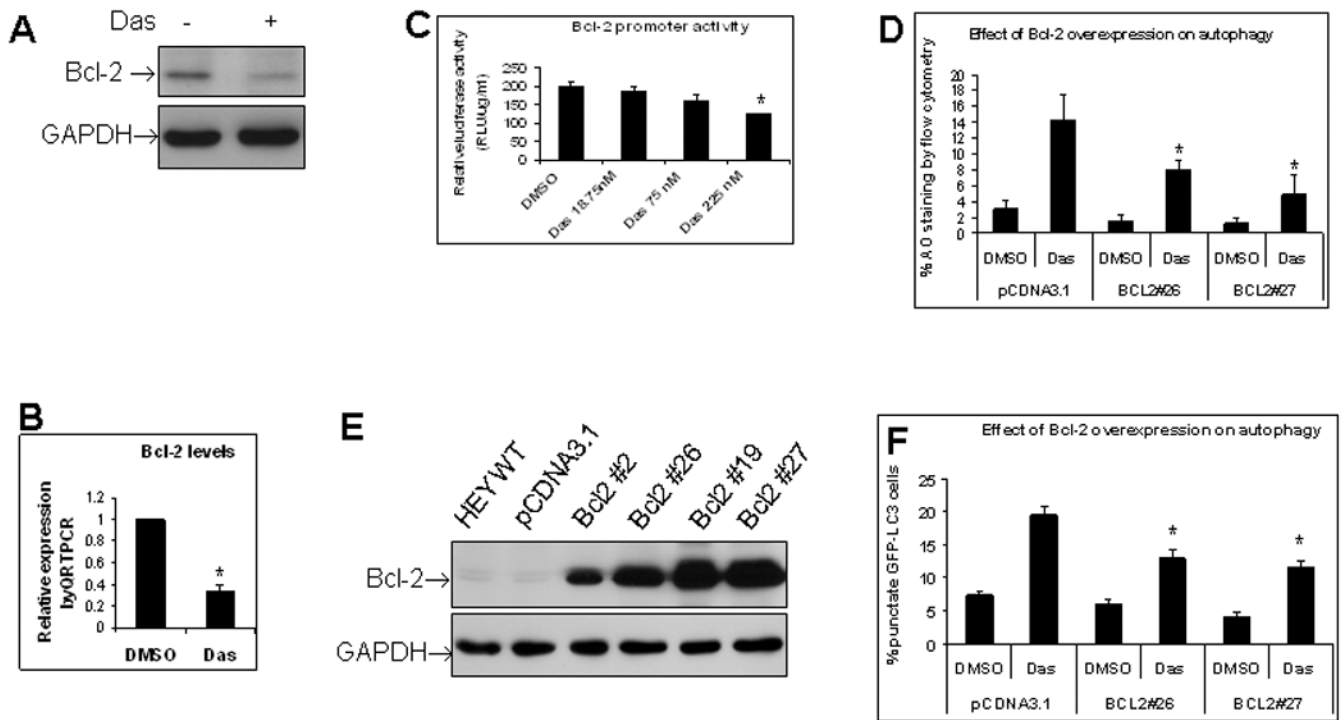 A
Das - +
Bcl-2→
GAPDH→
C
Bcl-2 promoter activity
Relative luciferase activity
(RLU/ug/ml)
250
200
150
100
50
0
*
DMSO
Das 18.75nM
Das 75 nM
Das 225 nM
D
Effect of Bcl-2 overexpression on autophagy
% AO staining by flow cytometry
20
18
16
14
12
10
8
6
4
2
0
* *
DMSO Das DMSO Das DMSO Das
pCDNA3.1 BCL2#26 BCL2#27
B
Bcl-2 levels
Relative expression
byQRTPCR
1.2
1
0.8
0.6
0.4
0.2
0
*
DMSO Das
E
HEYWT pCDNA3.1 Bcl2 #2 Bcl2 #26 Bcl2 #19 Bcl2 #27
Bcl-2→
GAPDH→
F
Effect of Bcl-2 overexpression on autophagy
%punctate GFP-LC3 cells
25
20
15
10
5
0
* *
DMSO Das DMSO Das DMSO Das
pCDNA3.1 BCL2#26 BCL2#27